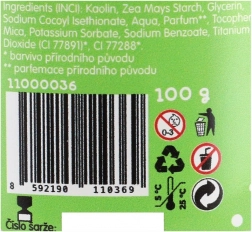 Ingredients (INCI): Kaolin, Zea Mays Starch, Glycerin,
Sodium Cocoyl Isethionate, Aqua, Parfum**, Tocopher
Mica, Potassium Sorbate, Sodium Benzoate, Titanium
Dioxide (CI 77891)*, CI 77288*.
* barvivo přírodního původu
** parfemace přírodního původu
11000036
100 g
0-3
5°C 25°C
8 592190 110369
Číslo šarže: